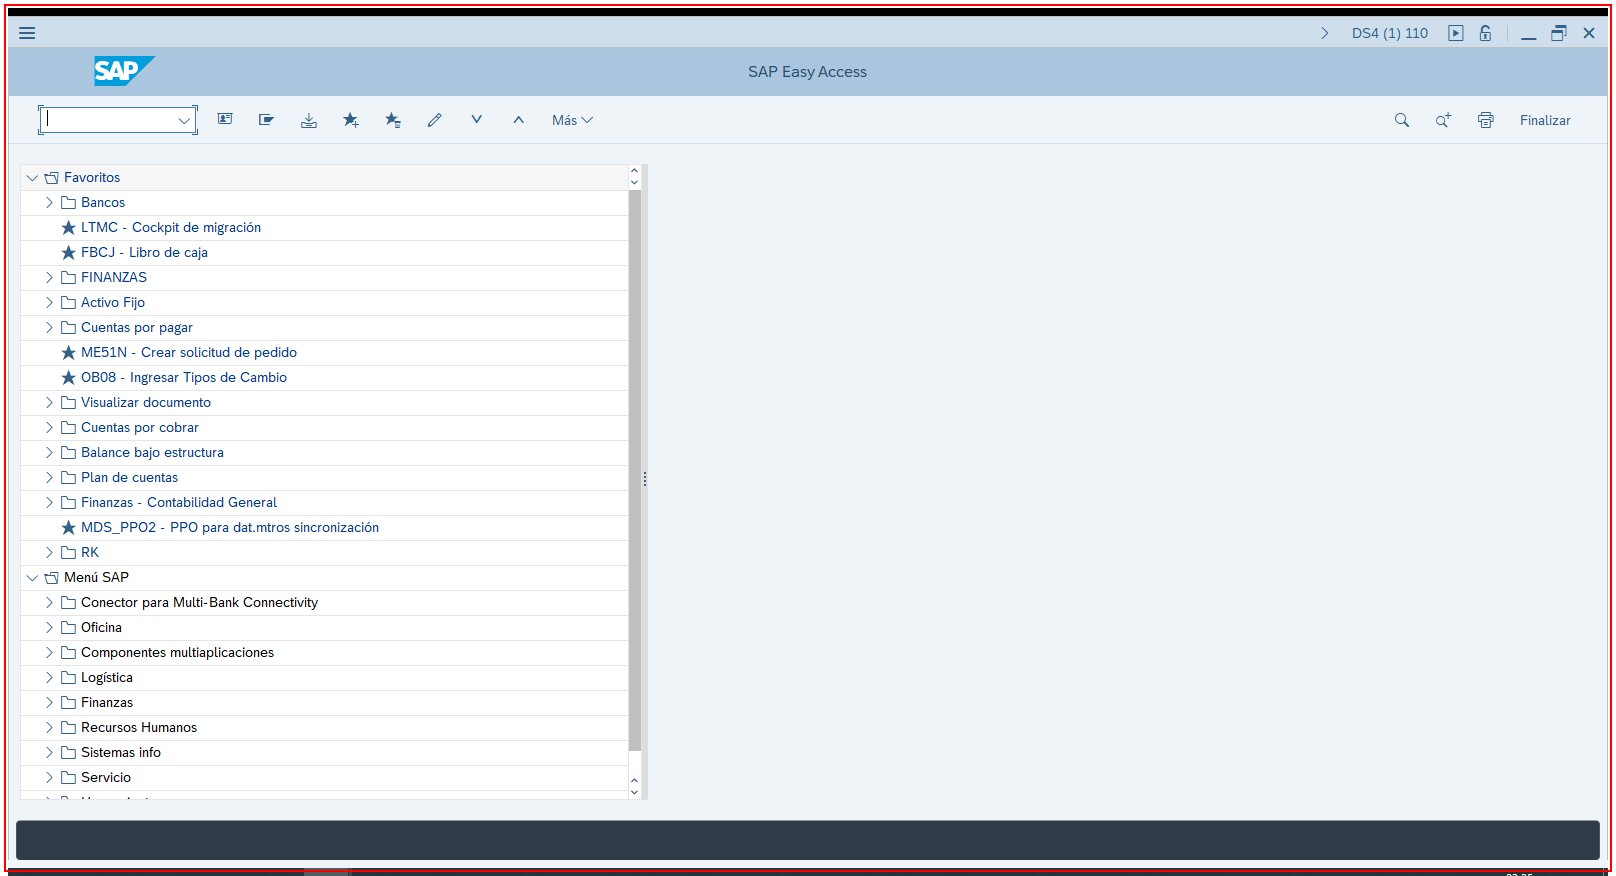 DS4 (1) 110
SAP
SAP Easy Access
Más
Finalizar
Favoritos
Bancos
LTMC - Cockpit de migración
FBCJ - Libro de caja
FINANZAS
Activo Fijo
Cuentas por pagar
ME51N - Crear solicitud de pedido
OB08 - Ingresar Tipos de Cambio
Visualizar documento
Cuentas por cobrar
Balance bajo estructura
Plan de cuentas
Finanzas - Contabilidad General
MDS_PPO2 - PPO para dat.mtros sincronización
RK
Menú SAP
Conector para Multi-Bank Connectivity
Oficina
Componentes multiaplicaciones
Logística
Finanzas
Recursos Humanos
Sistemas info
Servicio